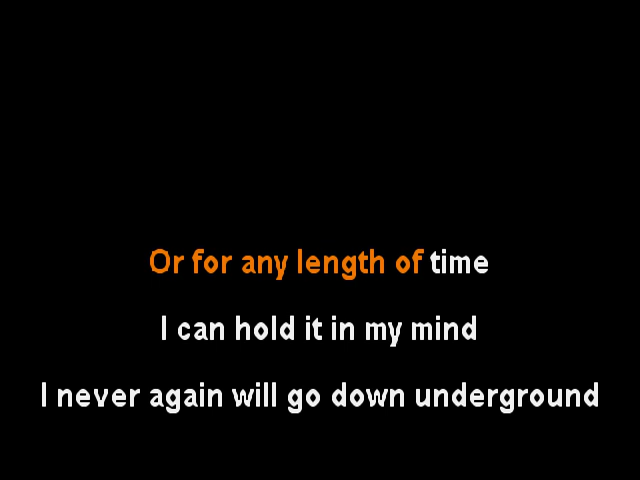 Or for any length of time
I can hold it in my mind
I never again will go down underground